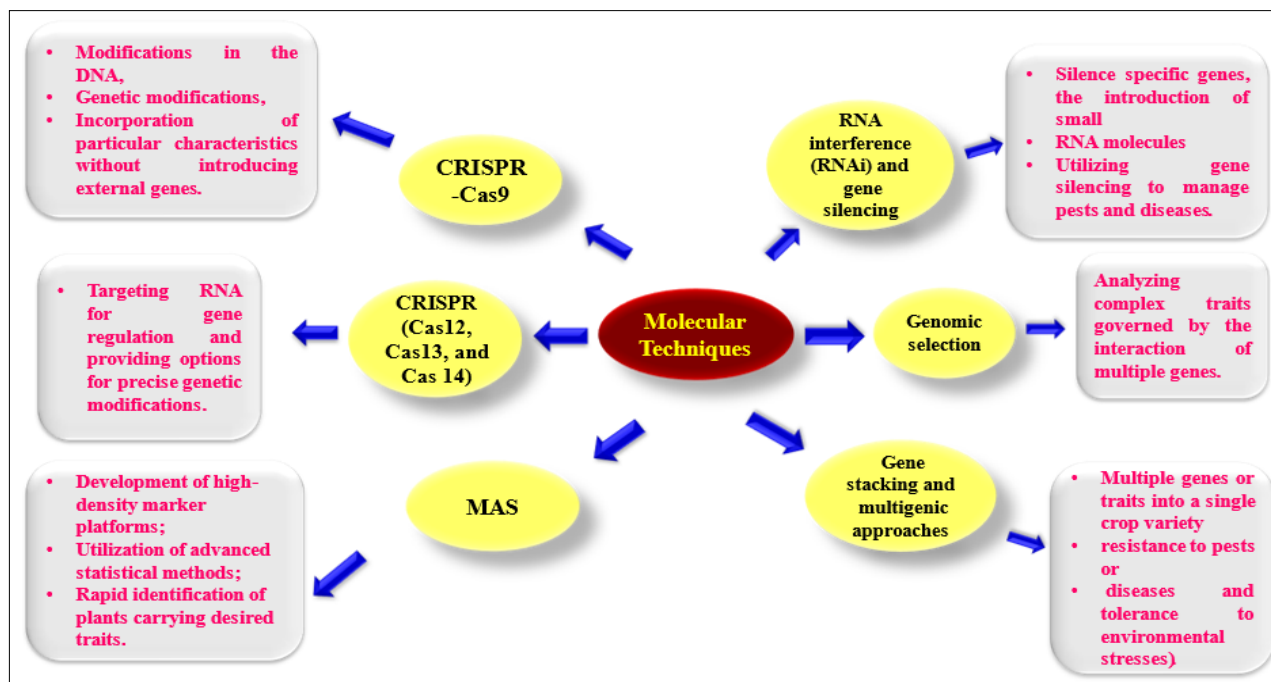 • Modifications in the
DNA,
• Genetic modifications,
• Incorporation of
particular characteristics
without introducing
external genes.
CRISPR
-Cas9
RNA
interference
(RNAi) and
gene
silencing
• Silence specific genes,
the introduction of
small
• RNA molecules
• Utilizing gene
silencing to manage
pests and diseases.
• Targeting RNA
for gene
regulation and
providing options
for precise genetic
modifications.
CRISPR
(Cas12,
Cas13, and
Cas 14)
Molecular
Techniques
Genomic
selection
Analyzing
complex traits
governed by the
interaction of
multiple genes.
• Development of high-
density marker
platforms;
• Utilization of advanced
statistical methods;
• Rapid identification of
plants carrying desired
traits.
MAS
Gene
stacking and
multigenic
approaches
• Multiple genes or
traits into a single
crop variety
• resistance to pests
or
• diseases and
tolerance to
environmental
stresses)